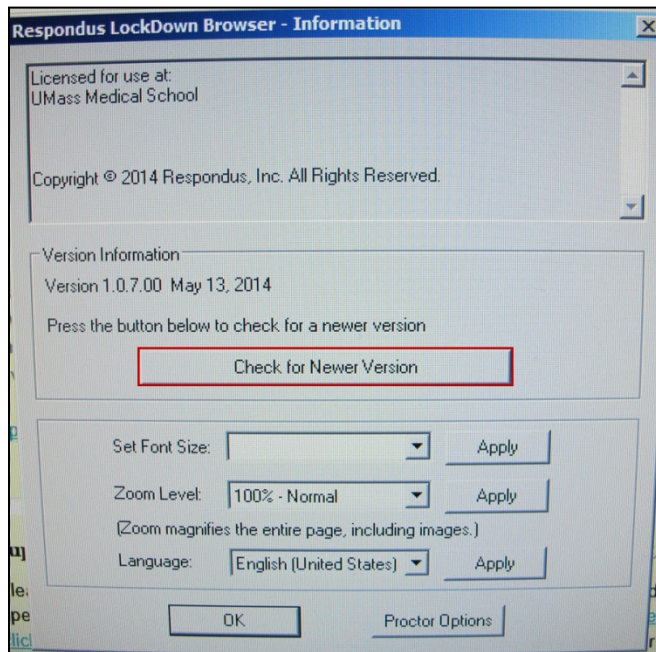 Respondus LockDown Browser - Information
Licensed for use at:
UMass Medical School
Copyright © 2014 Respondus, Inc. All Rights Reserved.
Version Information
Version 1.0.7.00 May 13, 2014
Press the button below to check for a newer version
Check for Newer Version
Set Font Size:
Apply
Zoom Level:
100% - Normal
Apply
(Zoom magnifies the entire page, including images.)
Language:
English (United States)
Apply
OK
Proctor Options